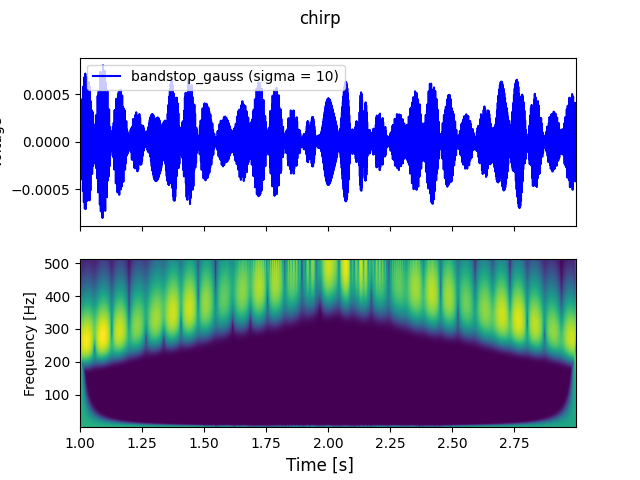 chirp
bandstop_gauss (sigma = 10)
0.0005
0.0000
−0.0005
500
400
300
200
100
Frequency [Hz]
1.00 1.25 1.50 1.75 2.00 2.25 2.50 2.75
Time [s]